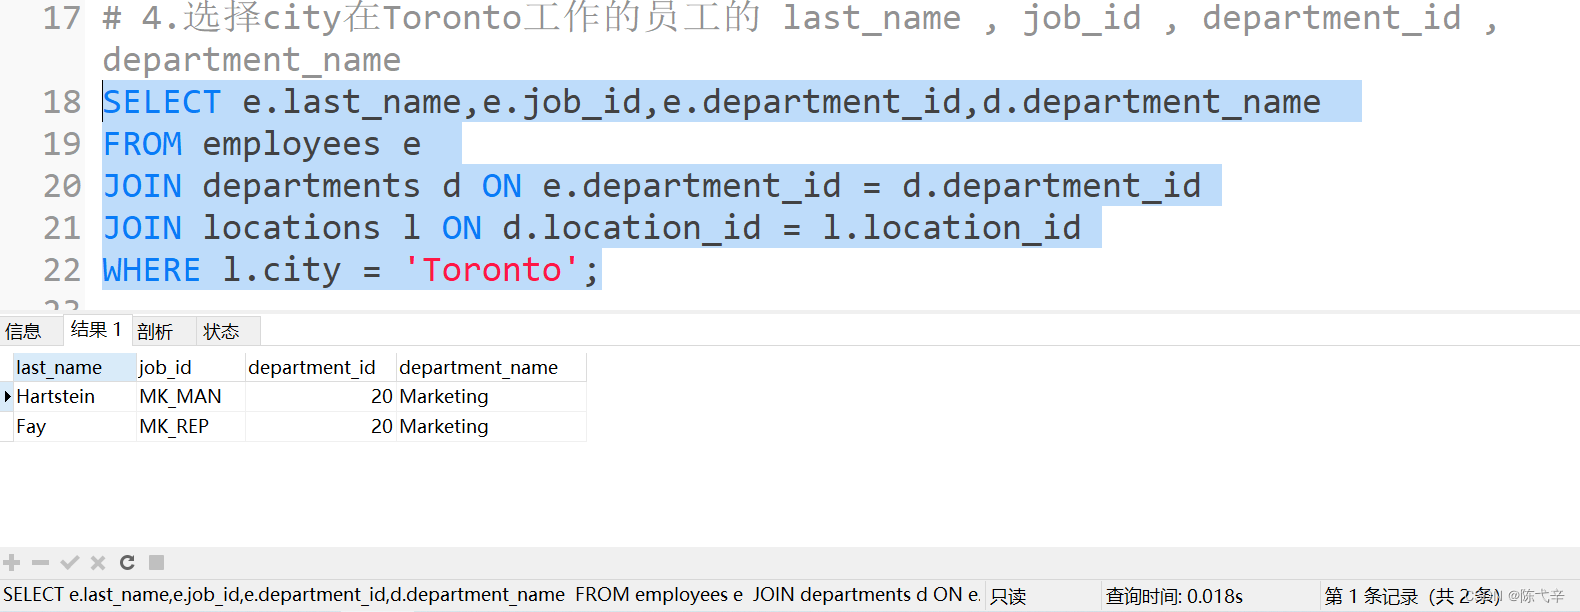 17 # 4.选择city在Toronto工作的员工的 last_name , job_id , department_id ,
department_name
18 SELECT e.last_name,e.job_id,e.department_id,d.department_name
19 FROM employees e
20 JOIN departments d ON e.department_id = d.department_id
21 JOIN locations l ON d.location_id = l.location_id
22 WHERE l.city = 'Toronto';
23
信息 结果 1 剖析 状态
last_name job_id department_id department_name
Hartstein MK_MAN 20 Marketing
Fay MK_REP 20 Marketing
SELECT e.last_name,e.job_id,e.department_id,d.department_name FROM employees e JOIN departments d ON e. 只读 查询时间: 0.018s 第 1 条记录 (共 2 条)
CSDN @陈弋辛